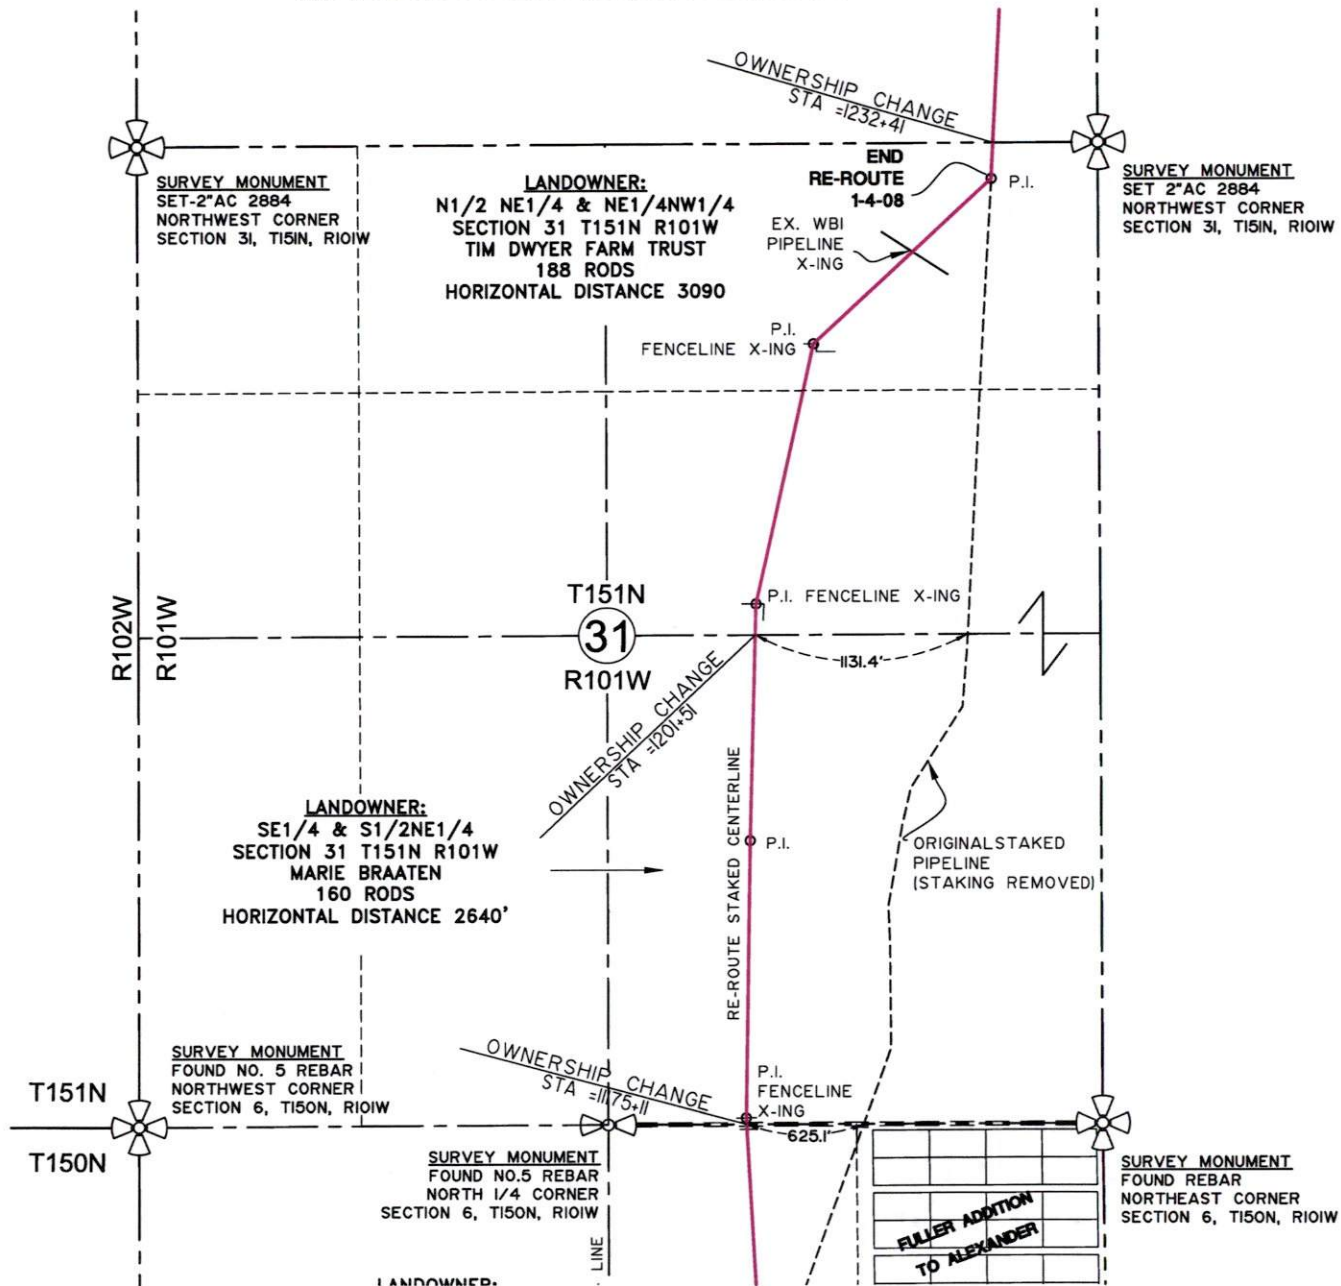 OWNERSHIP CHANGE
STA =1232+41
END
RE-ROUTE
1-4-08
P.I.
SURVEY MONUMENT
SET-2"AC 2884
NORTHWEST CORNER
SECTION 31, T151N, R101W
LANDOWNER:
N1/2 NE1/4 & NE1/4NW1/4
SECTION 31 T151N R101W
TIM DWYER FARM TRUST
188 RODS
HORIZONTAL DISTANCE 3090
SURVEY MONUMENT
SET 2"AC 2884
NORTHWEST CORNER
SECTION 31, T151N, R101W
EX. WBI
PIPELINE
X-ING
P.I.
FENCELINE X-ING
P.I. FENCELINE X-ING
T151N
31
R101W
R102W
R101W
1131.4'
OWNERSHIP CHANGE
STA =1201+51
RE-ROUTE STAKED CENTERLINE
LANDOWNER:
SE1/4 & S1/2NE1/4
SECTION 31 T151N R101W
MARIE BRAATEN
160 RODS
HORIZONTAL DISTANCE 2640'
P.I.
ORIGINALSTAKED
PIPELINE
(STAKING REMOVED)
SURVEY MONUMENT
FOUND NO. 5 REBAR
NORTHWEST CORNER
SECTION 6, T150N, R101W
OWNERSHIP CHANGE
STA =1175+11
P.I.
FENCELINE
X-ING
T151N
T150N
625.1'
SURVEY MONUMENT
FOUND NO.5 REBAR
NORTH 1/4 CORNER
SECTION 6, T150N, R101W
SURVEY MONUMENT
FOUND REBAR
NORTHEAST CORNER
SECTION 6, T150N, R101W
FULLER ADDITION
TO ALEXANDER
LINE
LANDOWNER: